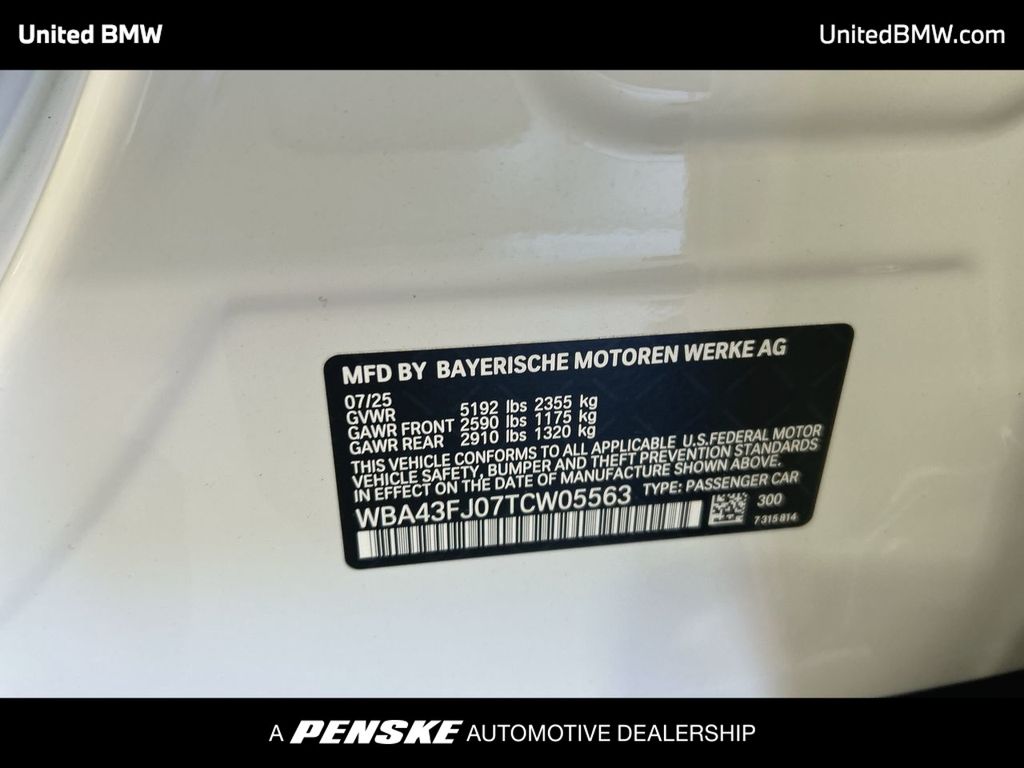 United BMW
UnitedBMW.com
MFD BY BAYERISCHE MOTOREN WERKE AG
07/25
GVWR 5192 lbs 2355 kg
GAWR FRONT 2590 lbs 1175 kg
GAWR REAR 2910 lbs 1320 kg
THIS VEHICLE CONFORMS TO ALL APPLICABLE U.S.FEDERAL MOTOR
VEHICLE SAFETY, BUMPER AND THEFT PREVENTION STANDARDS
IN EFFECT ON THE DATE OF MANUFACTURE SHOWN ABOVE.
WBA43FJ07TCW05563 TYPE: PASSENGER CAR
300
7315814
A PENSKE AUTOMOTIVE DEALERSHIP